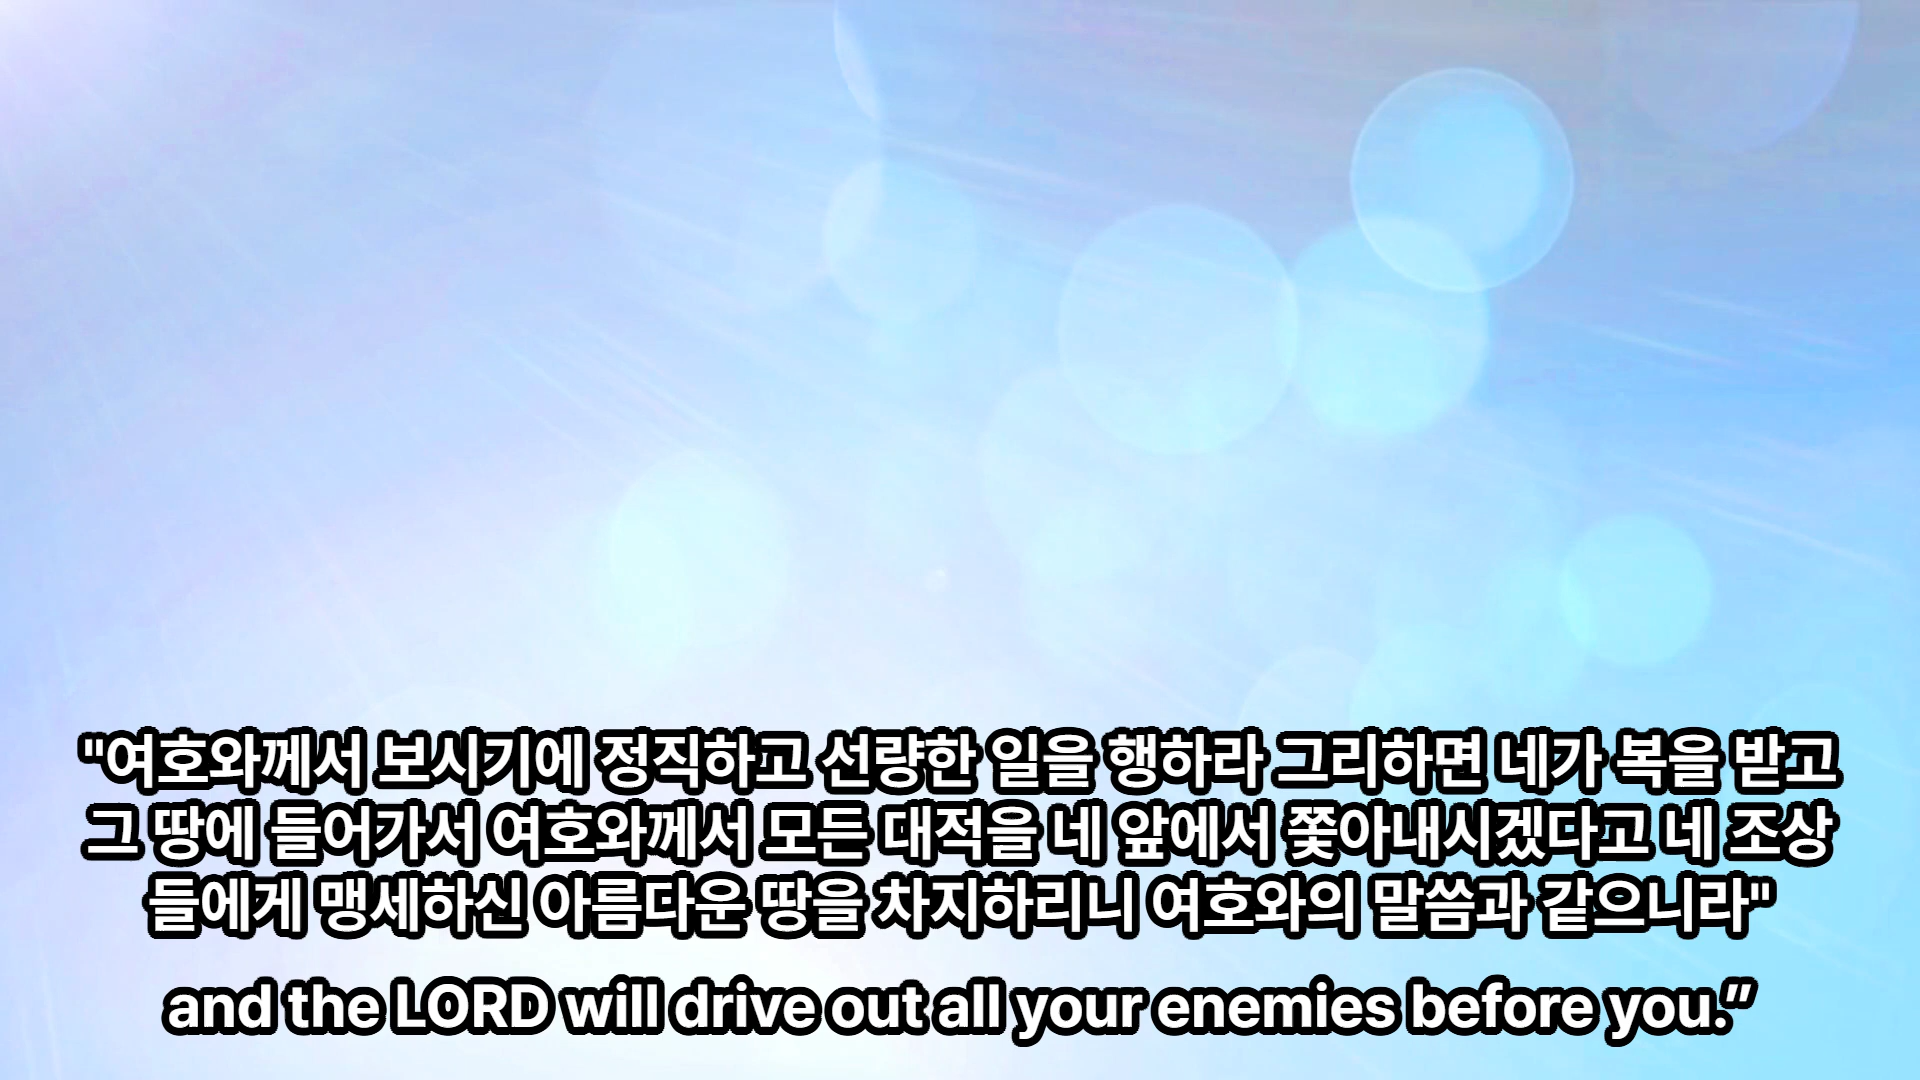 "여호와께서 보시기에 정직하고 선량한 일을 행하라 그리하면 네가 복을 받고
그 땅에 들어가서 여호와께서 모든 대적을 네 앞에서 쫓아내시겠다고 네 조상
들에게 맹세하신 아름다운 땅을 차지하리니 여호와의 말씀과 같으니라"
and the LORD will drive out all your enemies before you.”